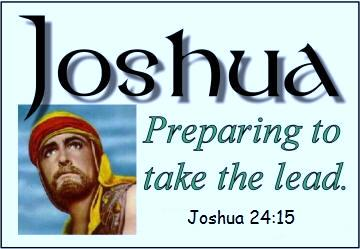 Joshua
Preparing to
take the lead.
Joshua 24:15